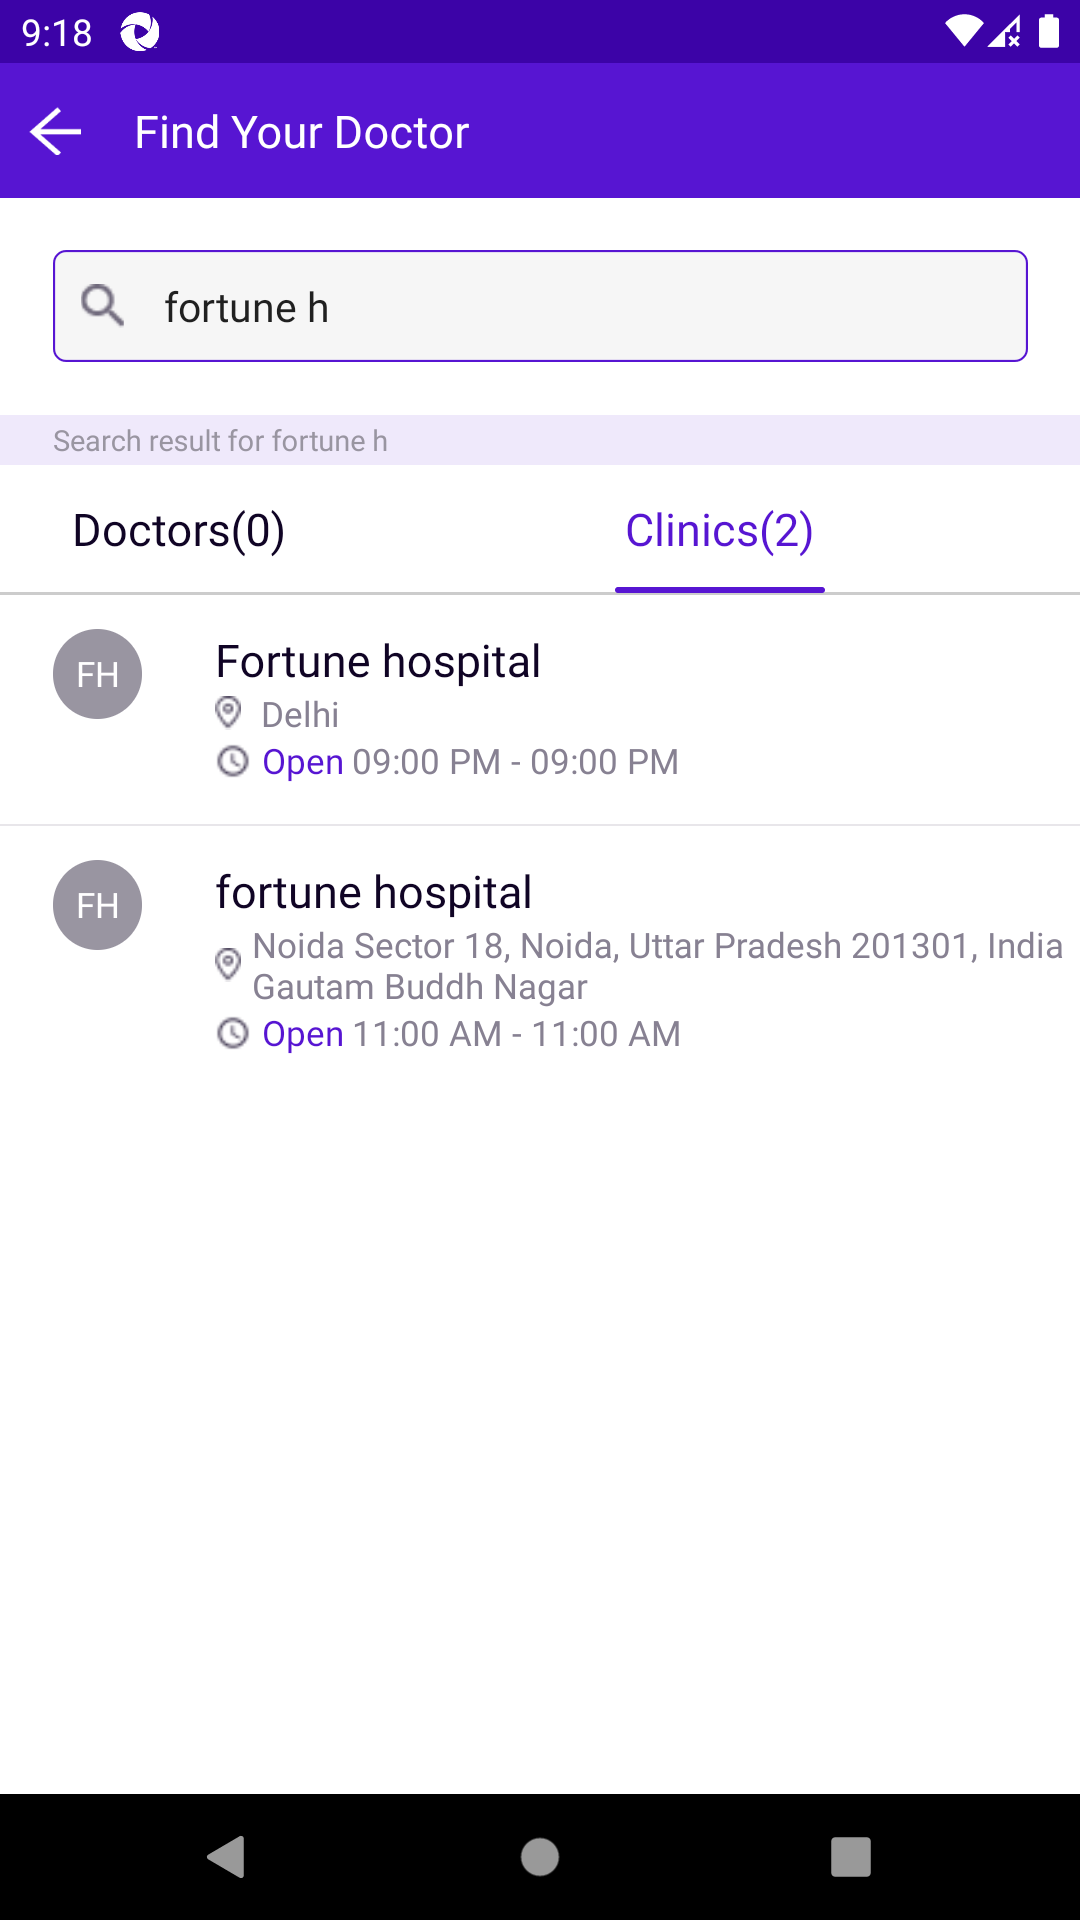 9:18
Find Your Doctor
fortune h
Search result for fortune h
Doctors(0)
Clinics(2)
FH
Fortune hospital
Delhi
Open 09:00 PM - 09:00 PM
FH
fortune hospital
Noida Sector 18, Noida, Uttar Pradesh 201301, India
Gautam Buddh Nagar
Open 11:00 AM - 11:00 AM